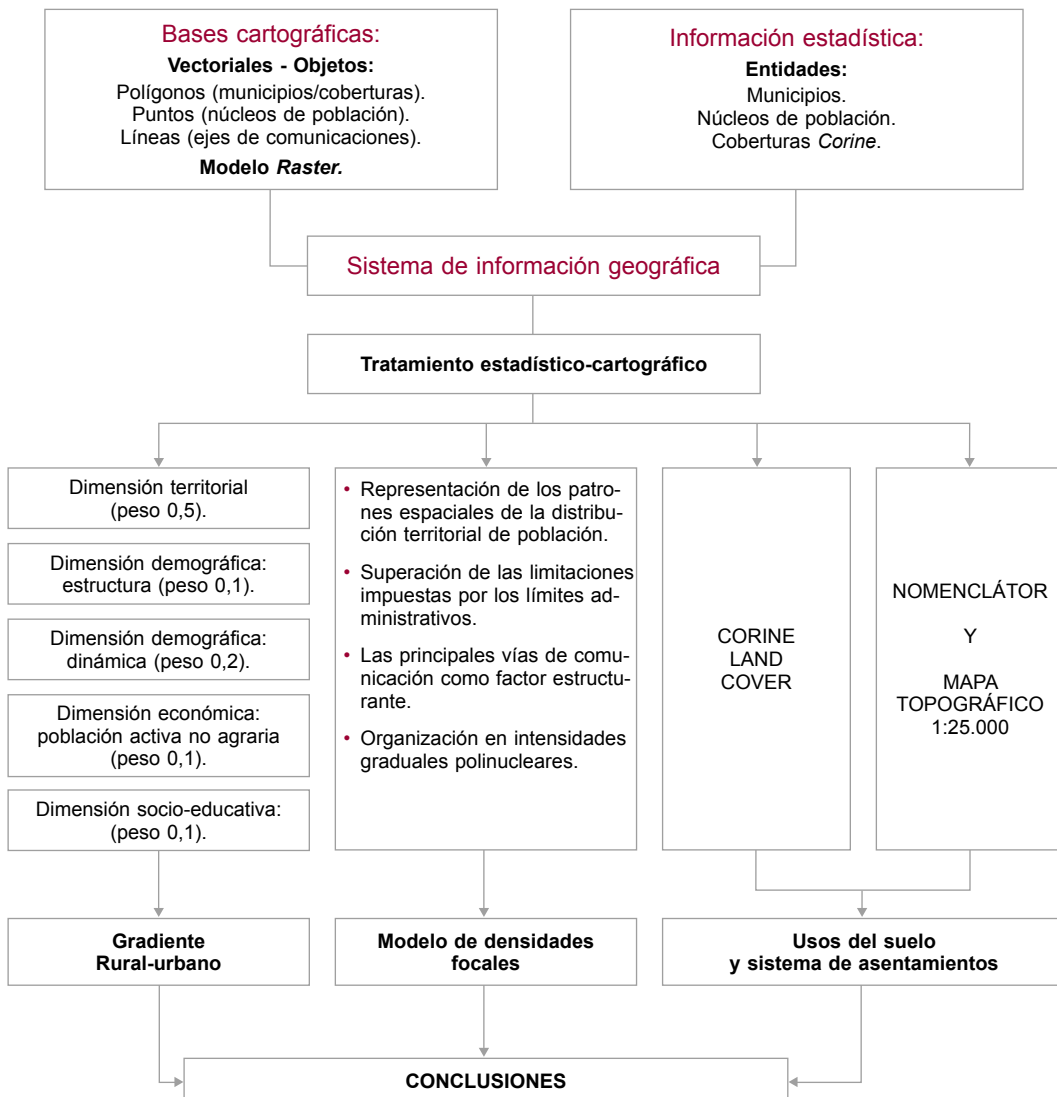 Bases cartográficas:
Vectoriales - Objetos:
Polígonos (municipios/coberturas).
Puntos (núcleos de población).
Líneas (ejes de comunicaciones).
Modelo Raster.
Información estadística:
Entidades:
Municipios.
Núcleos de población.
Coberturas Corine.
Sistema de información geográfica
Tratamiento estadístico-cartográfico
Dimensión territorial
(peso 0,5).
Dimensión demográfica:
estructura (peso 0,1).
Dimensión demográfica:
dinámica (peso 0,2).
Dimensión económica:
población activa no agraria
(peso 0,1).
Dimensión socio-educativa:
(peso 0,1).
• Representación de los patro-
nes espaciales de la distribu-
ción territorial de población.
• Superación de las limitaciones
impuestas por los límites ad-
ministrativos.
• Las principales vías de comu-
nicación como factor estructu-
rante.
• Organización en intensidades
graduales polinucleares.
CORINE
LAND
COVER
NOMENCLÁTOR
Y
MAPA
TOPOGRÁFICO
1:25.000
Gradiente
Rural-urbano
Modelo de densidades
focales
Usos del suelo
y sistema de asentamientos
CONCLUSIONES